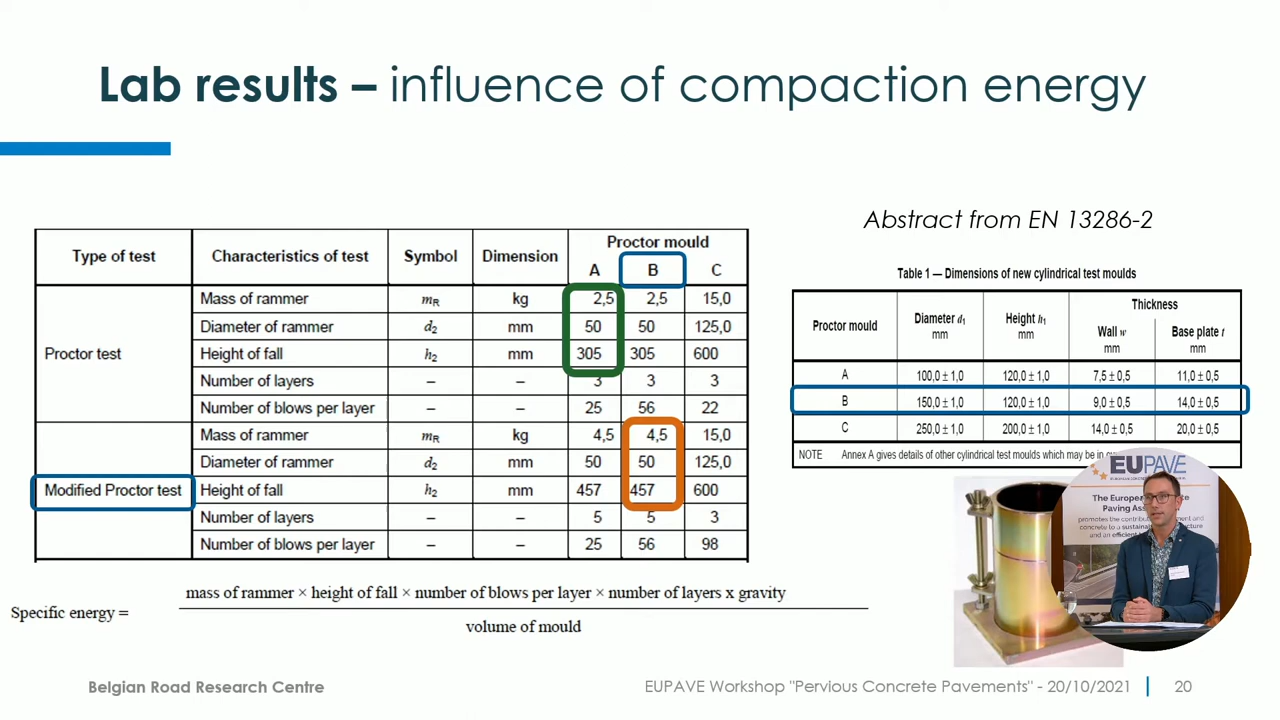 Lab results – influence of compaction energy
Abstract from EN 13286-2
Type of test Characteristics of test Symbol Dimension Proctor mould
A B C
Proctor test
Mass of rammer mR kg 2,5 2,5 15,0
Diameter of rammer d2 mm 50 50 125,0
Height of fall h2 mm 305 305 600
Number of layers – – 3 3 3
Number of blows per layer – – 25 56 22
Modified Proctor test
Mass of rammer mR kg 4,5 4,5 15,0
Diameter of rammer d2 mm 50 50 125,0
Height of fall h2 mm 457 457 600
Number of layers – – 5 5 3
Number of blows per layer – – 25 56 98
Specific energy =
mass of rammer × height of fall × number of blows per layer × number of layers x gravity
volume of mould
Table 1 — Dimensions of new cylindrical test moulds
Proctor mould Diameter d1 mm Height h1 mm Thickness
Wall w mm Base plate t mm
A 100,0 ± 1,0 120,0 ± 1,0 7,5 ± 0,5 11,0 ± 0,5
B 150,0 ± 1,0 120,0 ± 1,0 9,0 ± 0,5 14,0 ± 0,5
C 250,0 ± 1,0 200,0 ± 1,0 14,0 ± 0,5 20,0 ± 0,5
NOTE Annex A gives details of other cylindrical test moulds which may be in
EUPAVE
The Europe
Paving Ass
promotes the
concrete to a
and an
Belgian Road Research Centre
EUPAVE Workshop "Pervious Concrete Pavements" - 20/10/2021 20